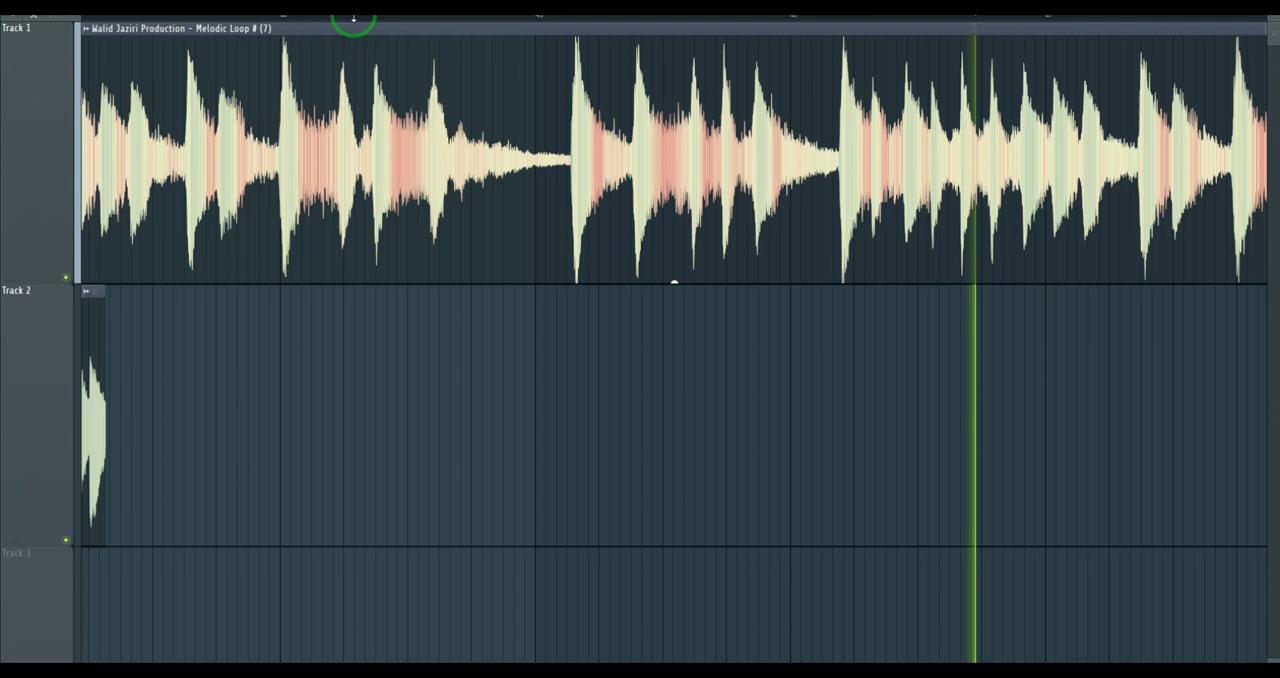 Track 1
Walid Jaziri Production - Melodic Loop # (7)
Track 2
Track 3